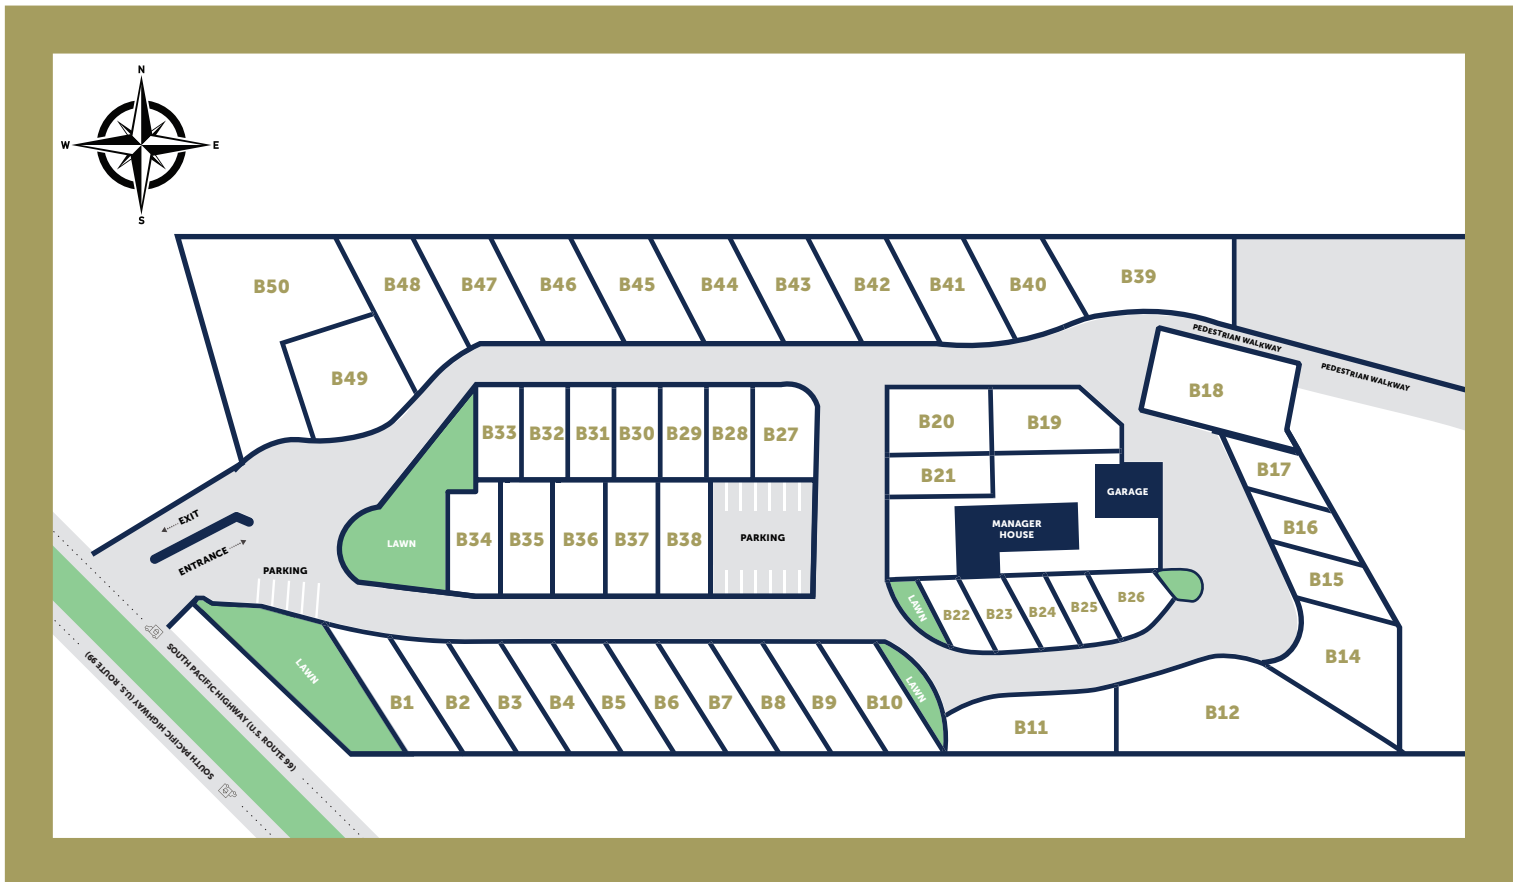 N
W
E
S
B50
B48
B47
B46
B45
B44
B43
B42
B41
B40
B39
PEDESTRIAN WALKWAY
PEDESTRIAN WALKWAY
B49
B18
B33
B32
B31
B30
B29
B28
B27
B20
B19
B21
B17
GARAGE
MANAGER
HOUSE
B16
B15
B14
EXIT
ENTRANCE
PARKING
LAWN
B34
B35
B36
B37
B38
PARKING
LAWN
B22
B23
B24
B25
B26
LAWN
B1
B2
B3
B4
B5
B6
B7
B8
B9
B10
LAWN
B11
B12
SOUTH PACIFIC HIGHWAY (U.S. ROUTE 99)
SOUTH PACIFIC HIGHWAY (U.S. ROUTE 99)